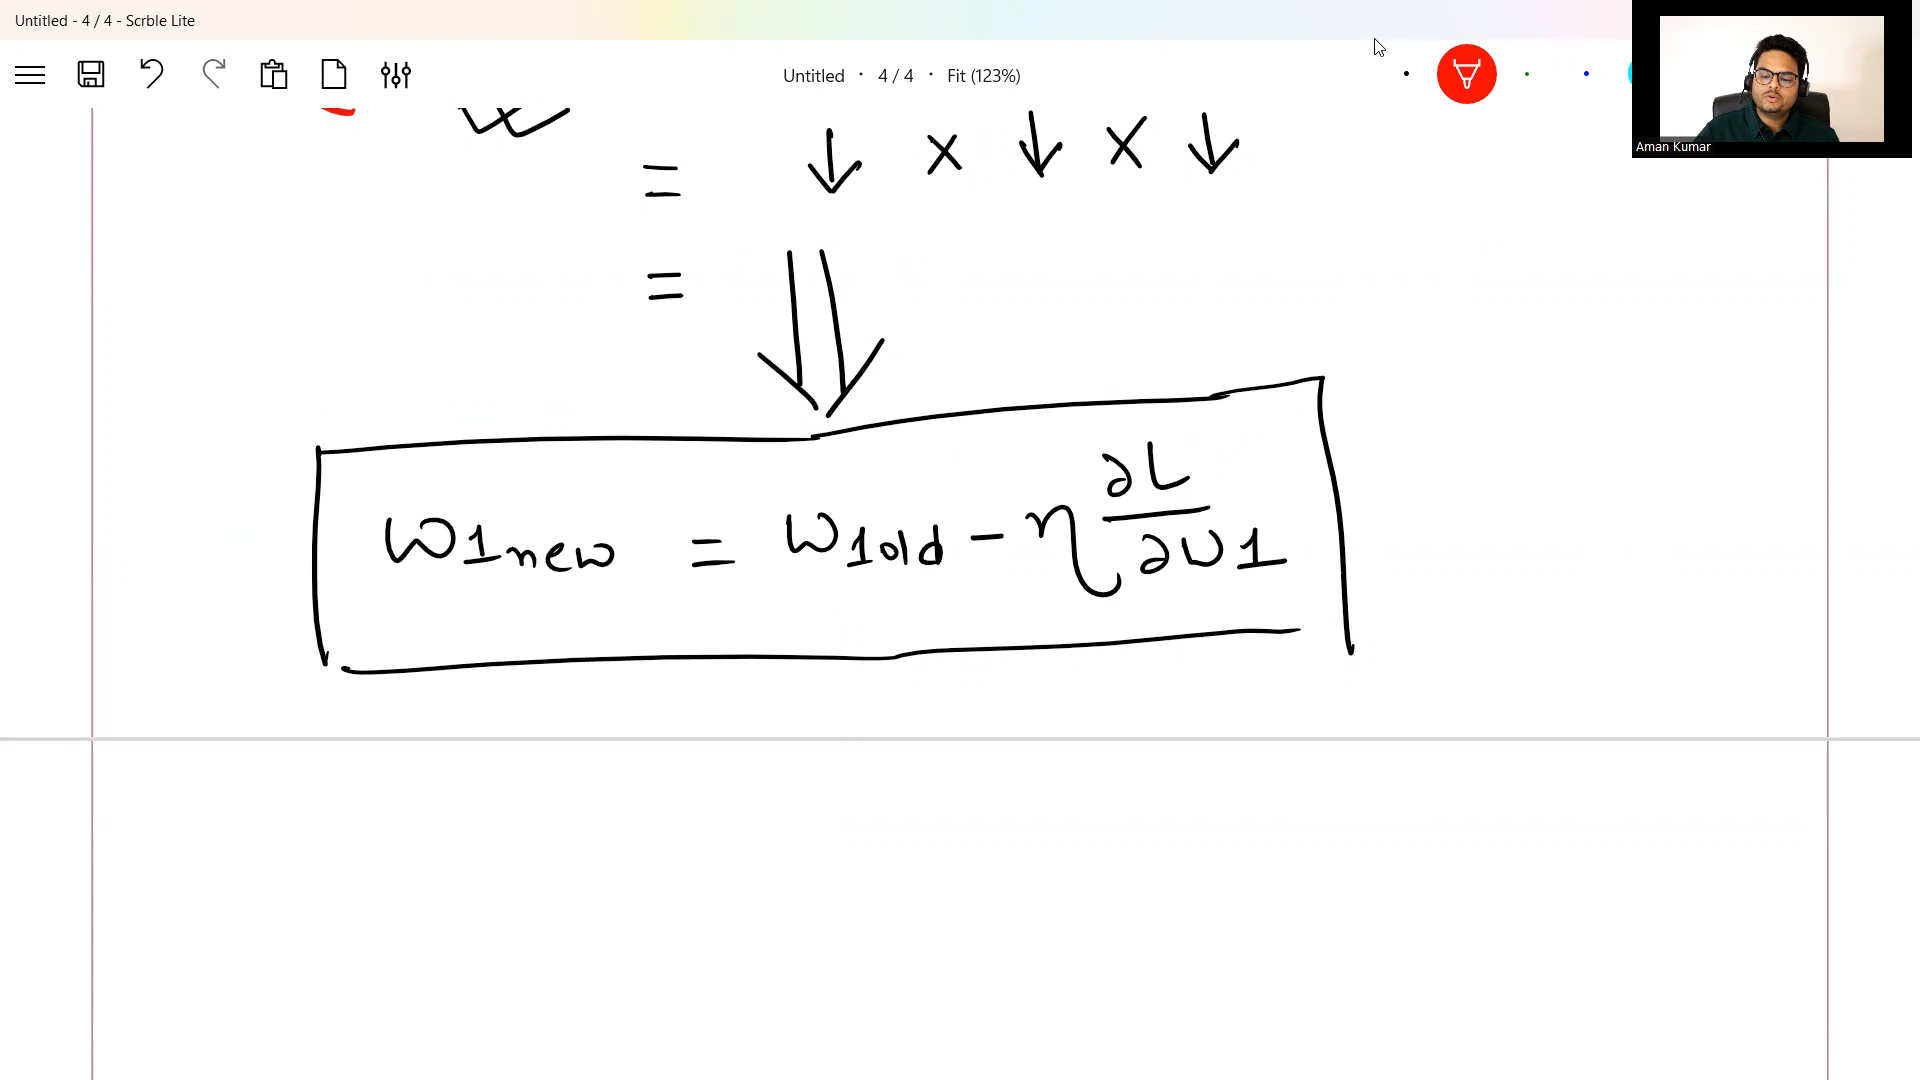 Untitled - 4 / 4 - Scrble Lite
Untitled • 4 / 4 • Fit (123%)
Aman Kumar
= ↓ × ↓ × ↓
= ⇓
W1new = W1old - η ∂L/∂W1